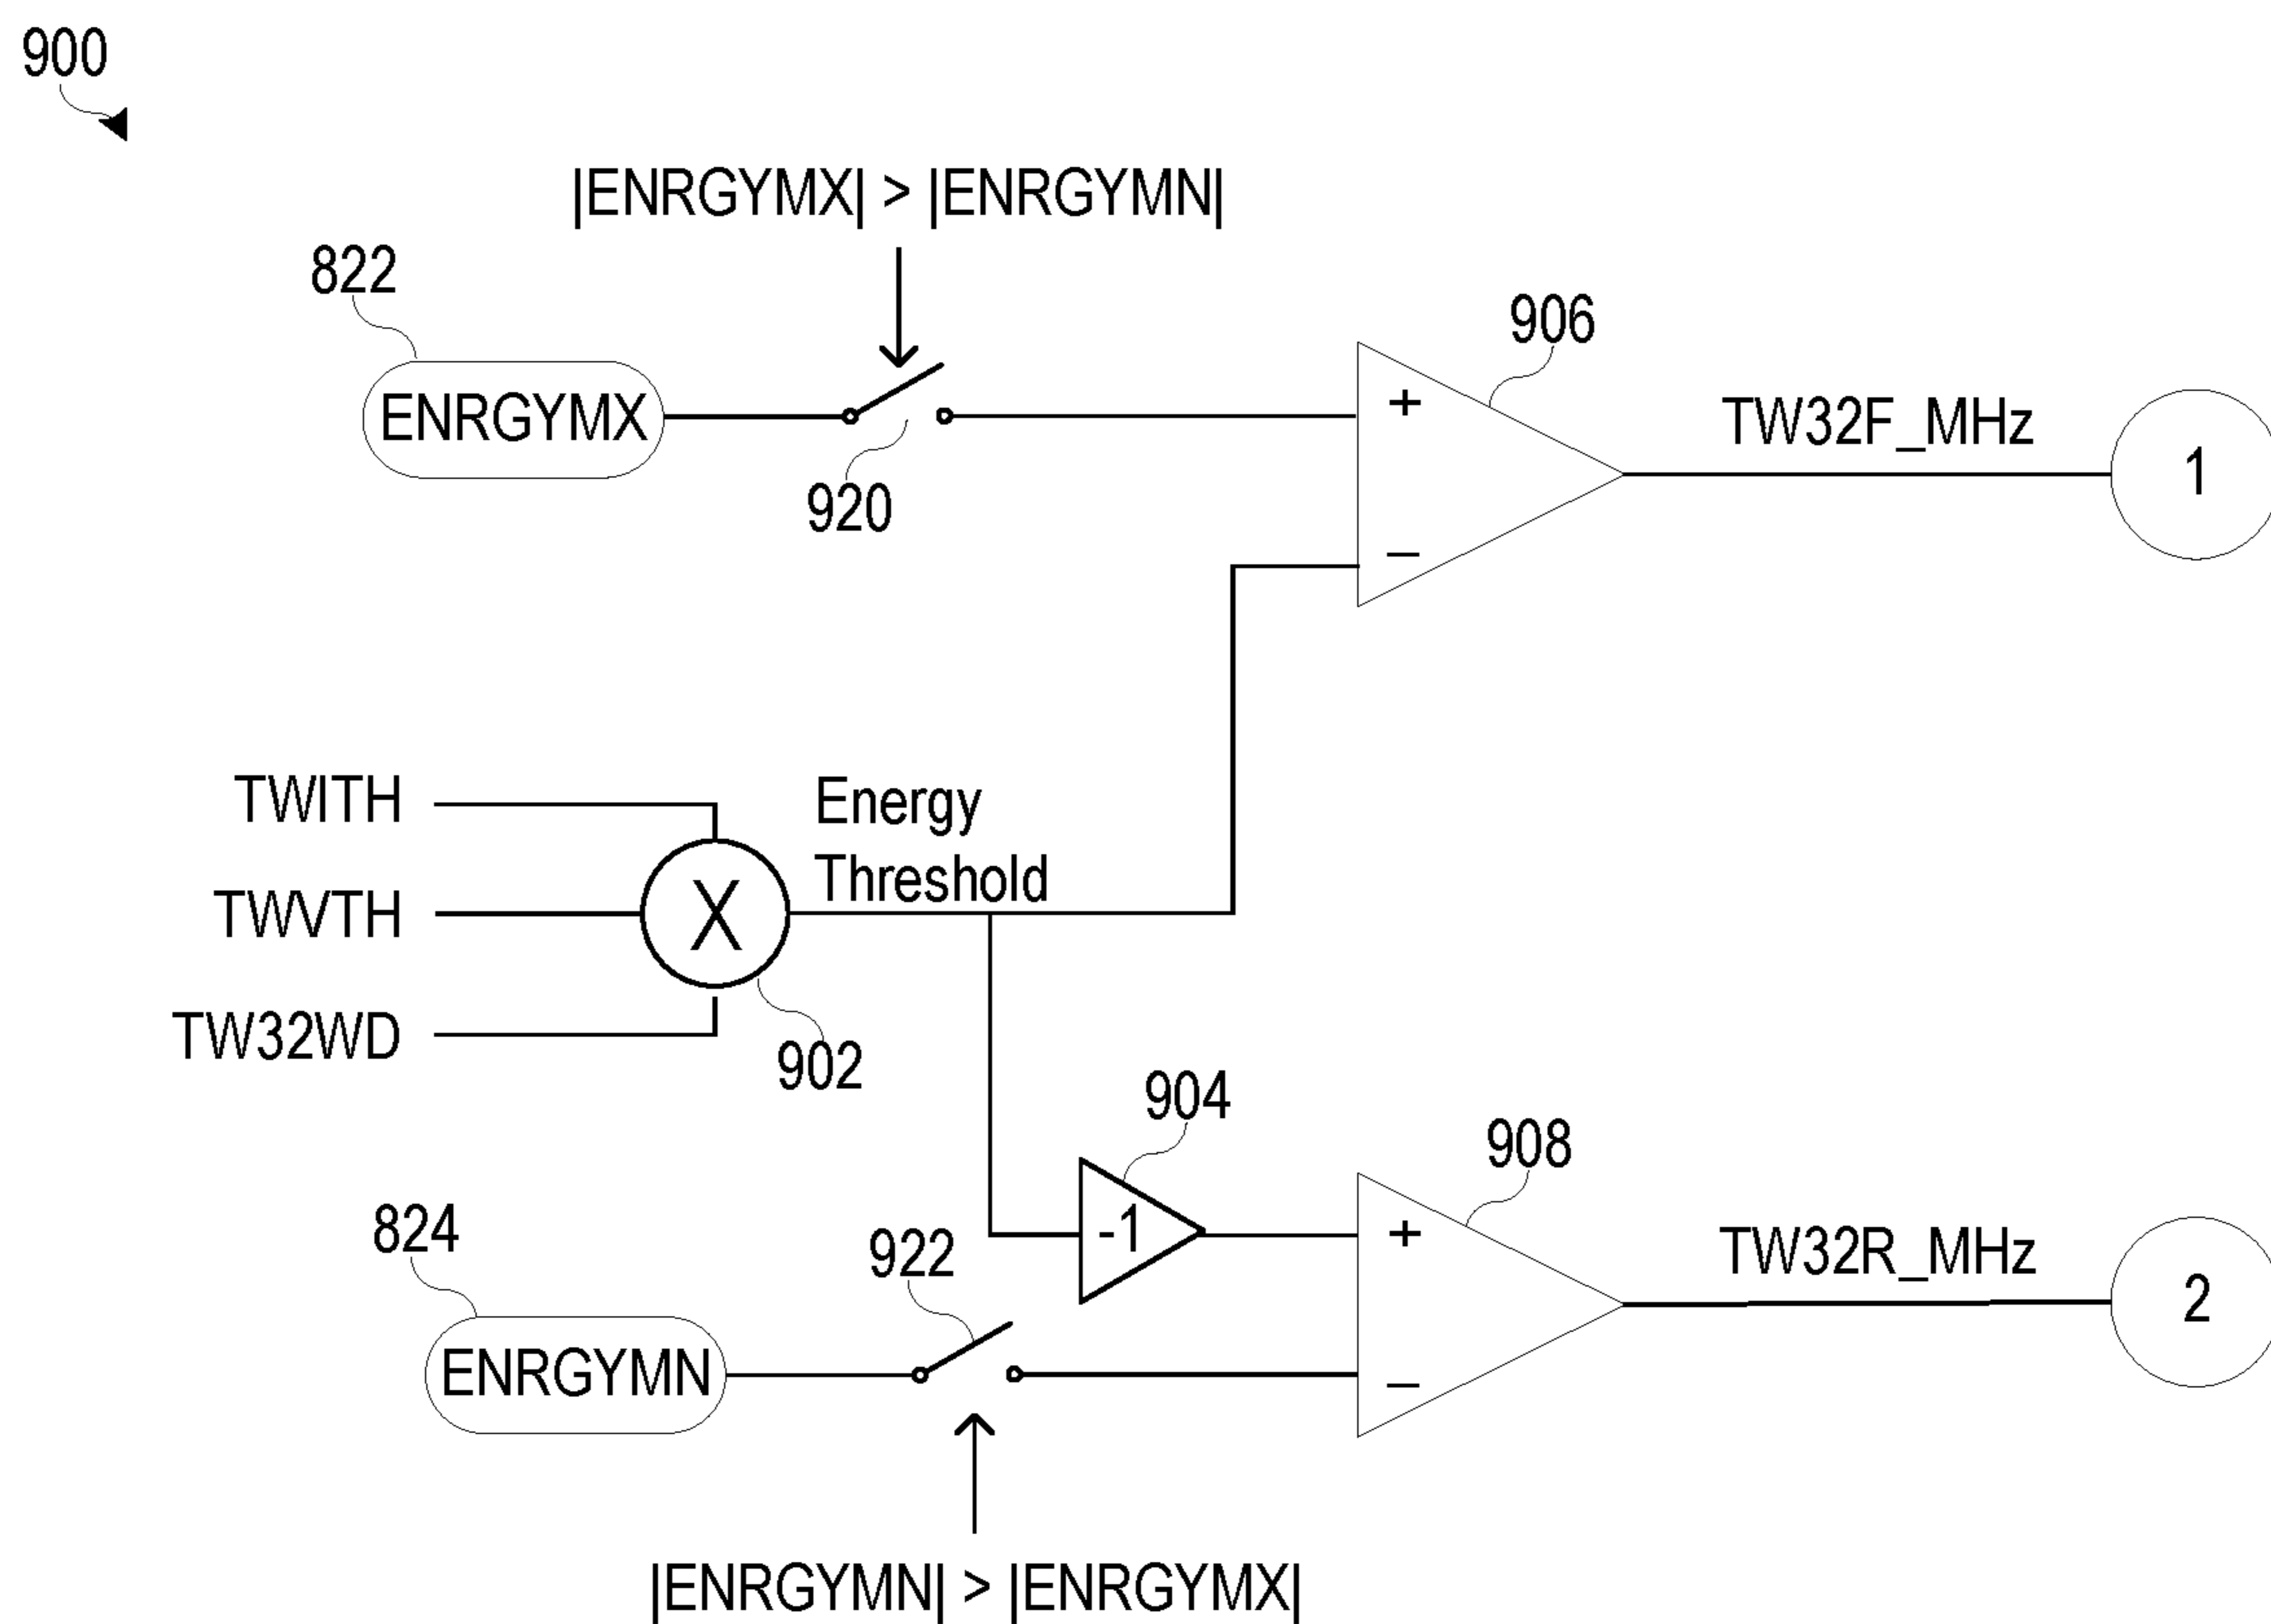 900
|ENRGYMX| > |ENRGYMN|
822
906
ENRGYMX
+
TW32F_MHz
1
920
–
TWITH
Energy
Threshold
TWVTH
X
TW32WD
902
904
908
824
922
-1
+
TW32R_MHz
2
ENRGYMN
–
|ENRGYMN| > |ENRGYMX|